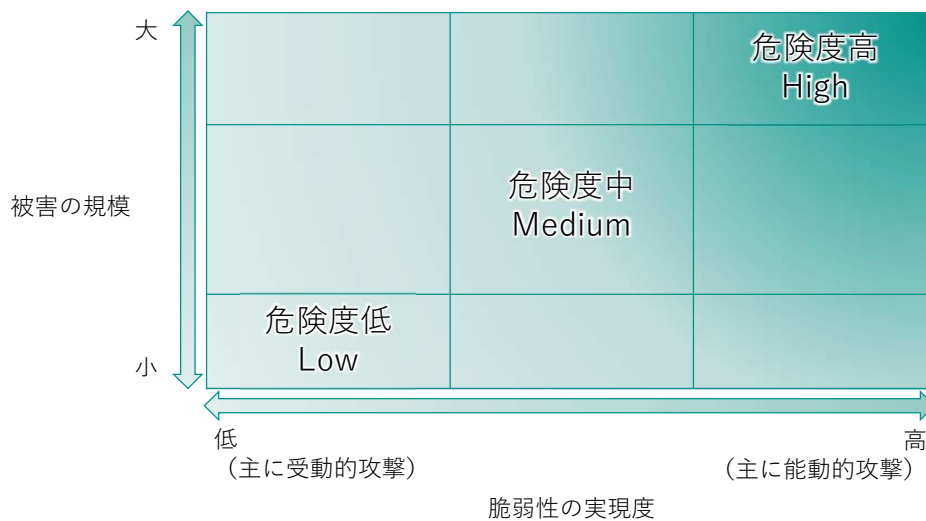 大
危険度高
High
危険度中
Medium
被害の規模
危険度低
Low
小
低
高
（主に受動的攻撃）
（主に能動的攻撃）
脆弱性の実現度